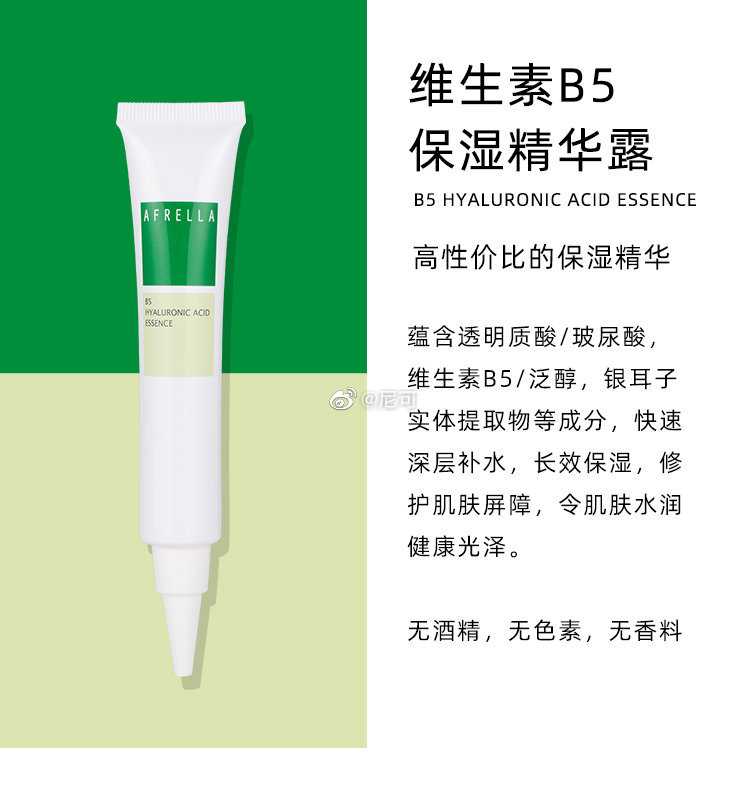 维生素B5
保湿精华露
B5 HYALURONIC ACID ESSENCE
高性价比的保湿精华
蕴含透明质酸/玻尿酸，
维生素B5/泛醇，银耳子
实体提取物等成分，快速
深层补水，长效保湿，修
护肌肤屏障，令肌肤水润
健康光泽。
无酒精，无色素，无香料
AFRELLA
B5
HYALURONIC ACID
ESSENCE
@尼可